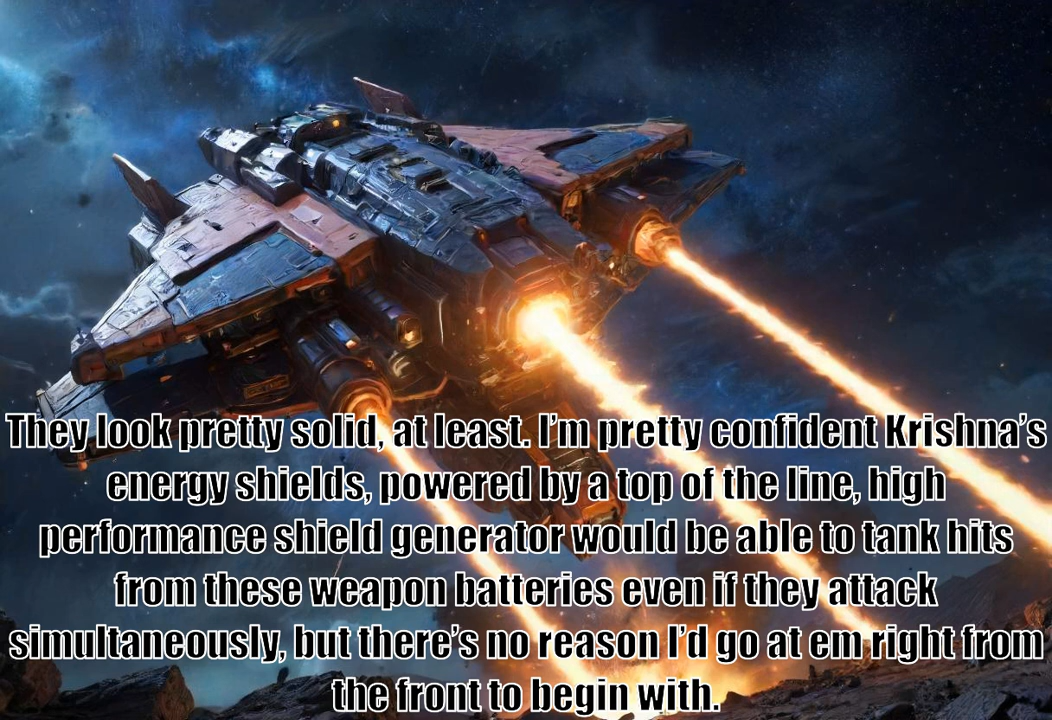 They look pretty solid, at least. I'm pretty confident Krishna's
energy shields, powered by a top of the line, high
performance shield generator would be able to tank hits
from these weapon batteries even if they attack
simultaneously, but there's no reason I'd go at em right from
the front to begin with.